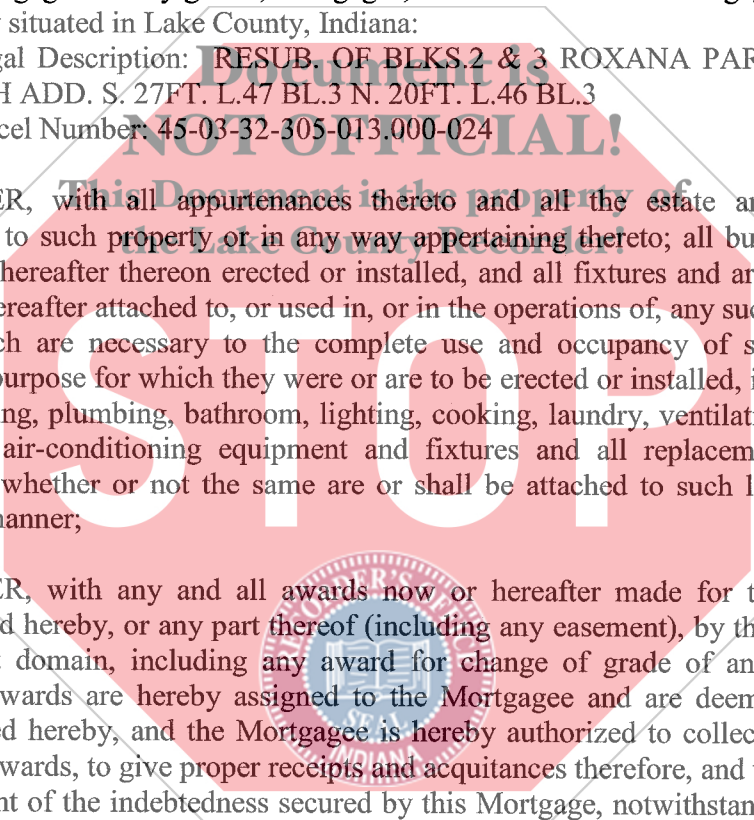 y situated in Lake County, Indiana:
gal Description: RESUB. OF BLKS.2 & 3 ROXANA PAR
H ADD. S. 27FT. L.47 BL.3 N. 20FT. L.46 BL.3
cel Number: 45-03-32-305-013.000-024
Document is
NOT OFFICIAL!
This Document is the property of
the Lake County Recorder!
ER, with all appurtenances thereto and all the estate an
to such property or in any way appertaining thereto; all bu
hereafter thereon erected or installed, and all fixtures and ar
ereafter attached to, or used in, or in the operations of, any suc
ch are necessary to the complete use and occupancy of s
purpose for which they were or are to be erected or installed, i
ng, plumbing, bathroom, lighting, cooking, laundry, ventilati
air-conditioning equipment and fixtures and all replacem
whether or not the same are or shall be attached to such l
nanner;
STOP
ER, with any and all awards now or hereafter made for t
d hereby, or any part thereof (including any easement), by th
t domain, including any award for change of grade of an
wards are hereby assigned to the Mortgagee and are deem
ed hereby, and the Mortgagee is hereby authorized to collec
wards, to give proper receipts and acquitances therefore, and
nt of the indebtedness secured by this Mortgage, notwithstan
RECORDER'S OFFICE
SEAL
INDIANA